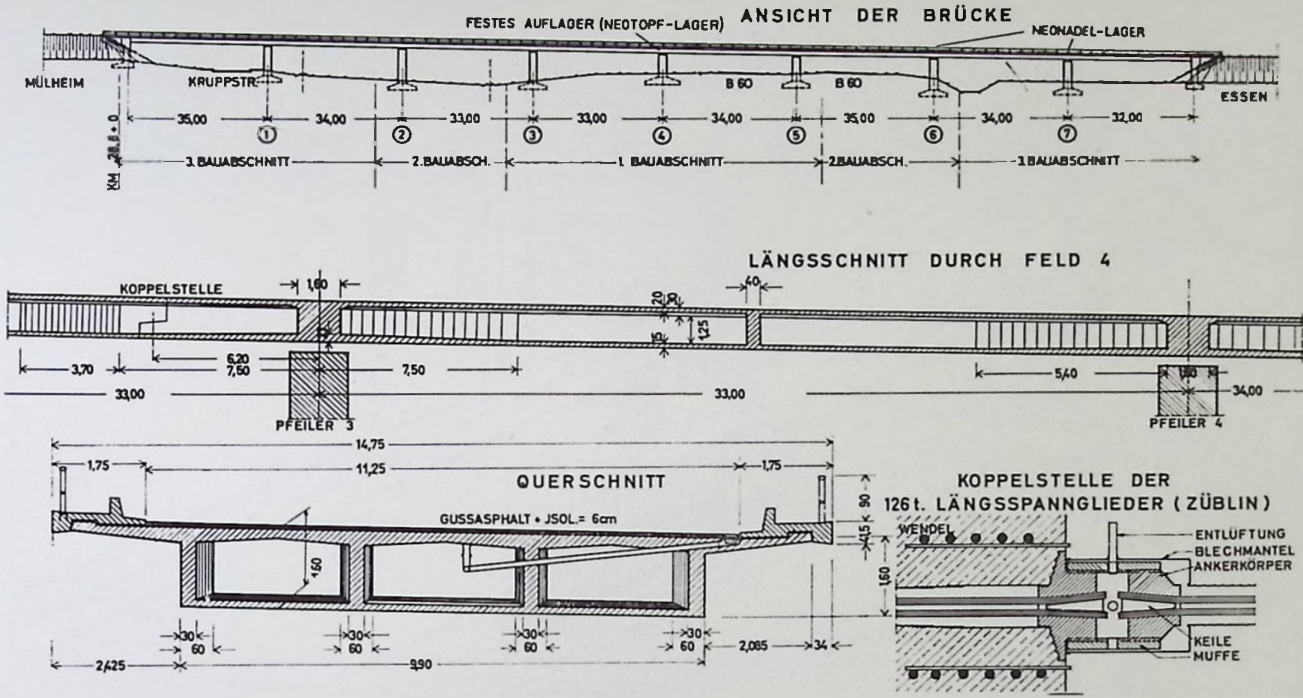 ANSICHT DER BRÜCKE
FESTES AUFLAGER (NEOTOPF-LAGER)
NEONADEL-LAGER
MÜLHEIM
KRUPPSTR.
B 60
B 60
ESSEN
35,00 34,00 33,00 33,00 34,00 35,00 34,00 32,00
1 2 3 4 5 6 7
3. BAUABSCHNITT 2. BAUABSCH. 1. BAUABSCHNITT 2. BAUABSCH. 3. BAUABSCHNITT
LÄNGSSCHNITT DURCH FELD 4
KOPPELSTELLE
1,60
40
20
30
15
1,25
6,20
3,70 7,50 7,50 5,40
33,00 33,00 34,00
PFEILER 3
PFEILER 4
14,75
1,75 11,25 1,75
QUERSCHNITT
90
GUSSASPHALT + JSOL.= 6cm
415
1,60
30 30 30 30
60 60 60 60
2,085 34
2,425 9,90
KOPPELSTELLE DER
126 t. LÄNGSSPANNGLIEDER ( ZÜBLIN )
WENDEL
ENTLÜFTUNG
BLECHMANTEL
ANKERKÖRPER
1,60
KEILE
MUFFE